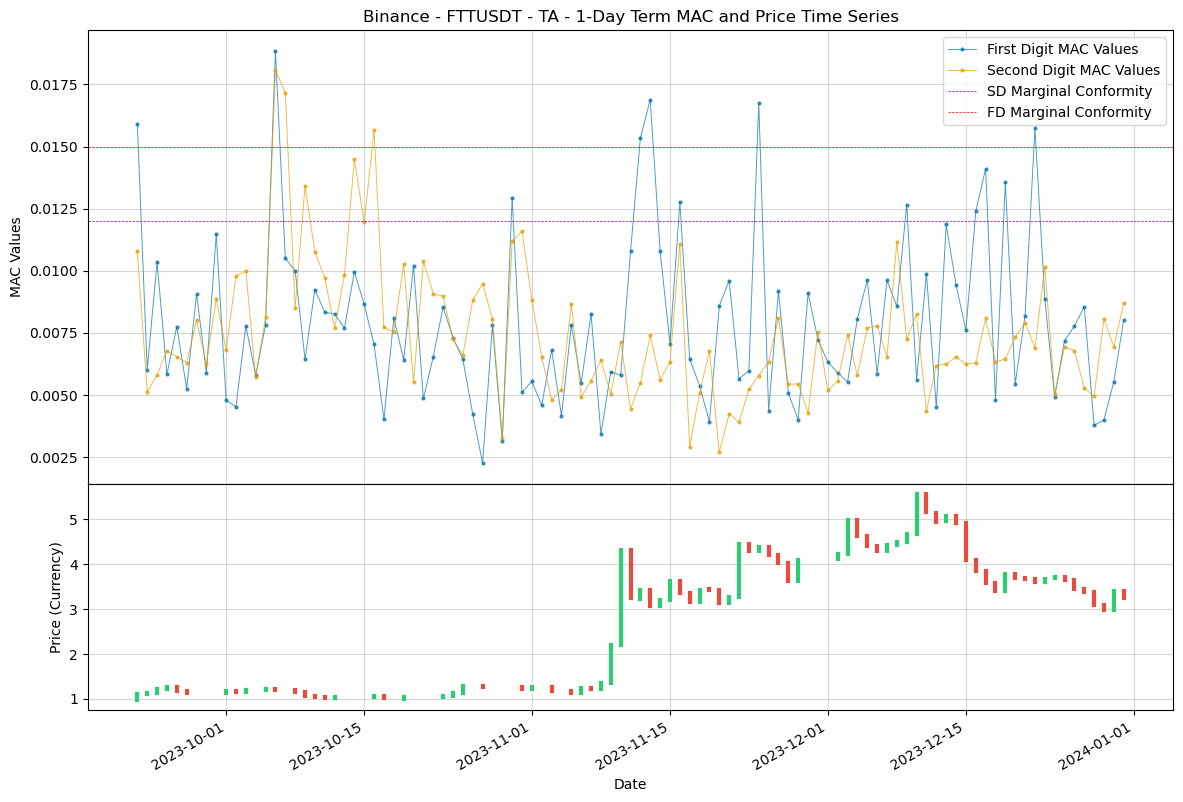 Binance - FTTUSDT - TA - 1-Day Term MAC and Price Time Series
First Digit MAC Values
Second Digit MAC Values
SD Marginal Conformity
FD Marginal Conformity
MAC Values
0.0175
0.0150
0.0125
0.0100
0.0075
0.0050
0.0025
Price (Currency)
5
4
3
2
1
2023-10-01
2023-10-15
2023-11-01
2023-11-15
2023-12-01
2023-12-15
2024-01-01
Date